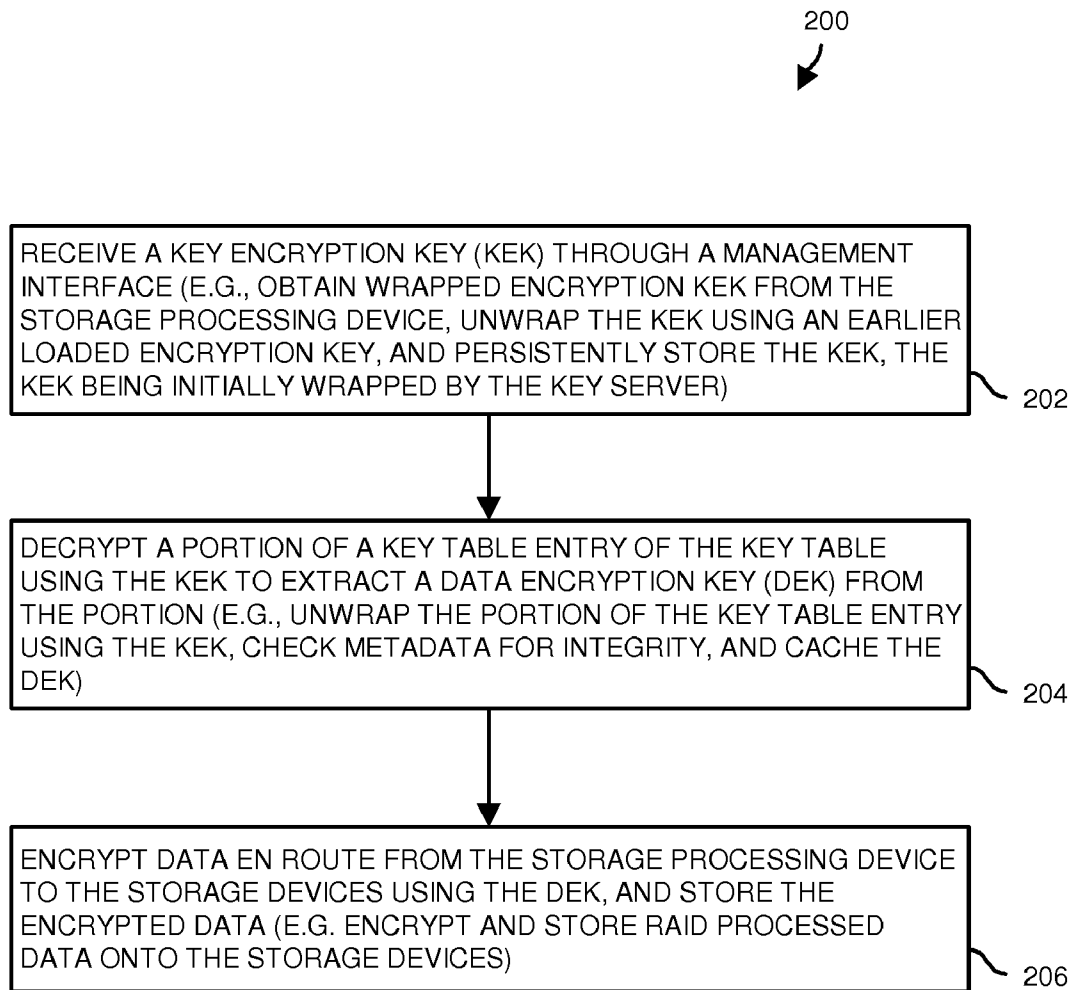 200
RECEIVE A KEY ENCRYPTION KEY (KEK) THROUGH A MANAGEMENT
INTERFACE (E.G., OBTAIN WRAPPED ENCRYPTION KEK FROM THE
STORAGE PROCESSING DEVICE, UNWRAP THE KEK USING AN EARLIER
LOADED ENCRYPTION KEY, AND PERSISTENTLY STORE THE KEK, THE
KEK BEING INITIALLY WRAPPED BY THE KEY SERVER)
202
DECRYPT A PORTION OF A KEY TABLE ENTRY OF THE KEY TABLE
USING THE KEK TO EXTRACT A DATA ENCRYPTION KEY (DEK) FROM
THE PORTION (E.G., UNWRAP THE PORTION OF THE KEY TABLE ENTRY
USING THE KEK, CHECK METADATA FOR INTEGRITY, AND CACHE THE
DEK)
204
ENCRYPT DATA EN ROUTE FROM THE STORAGE PROCESSING DEVICE
TO THE STORAGE DEVICES USING THE DEK, AND STORE THE
ENCRYPTED DATA (E.G. ENCRYPT AND STORE RAID PROCESSED
DATA ONTO THE STORAGE DEVICES)
206